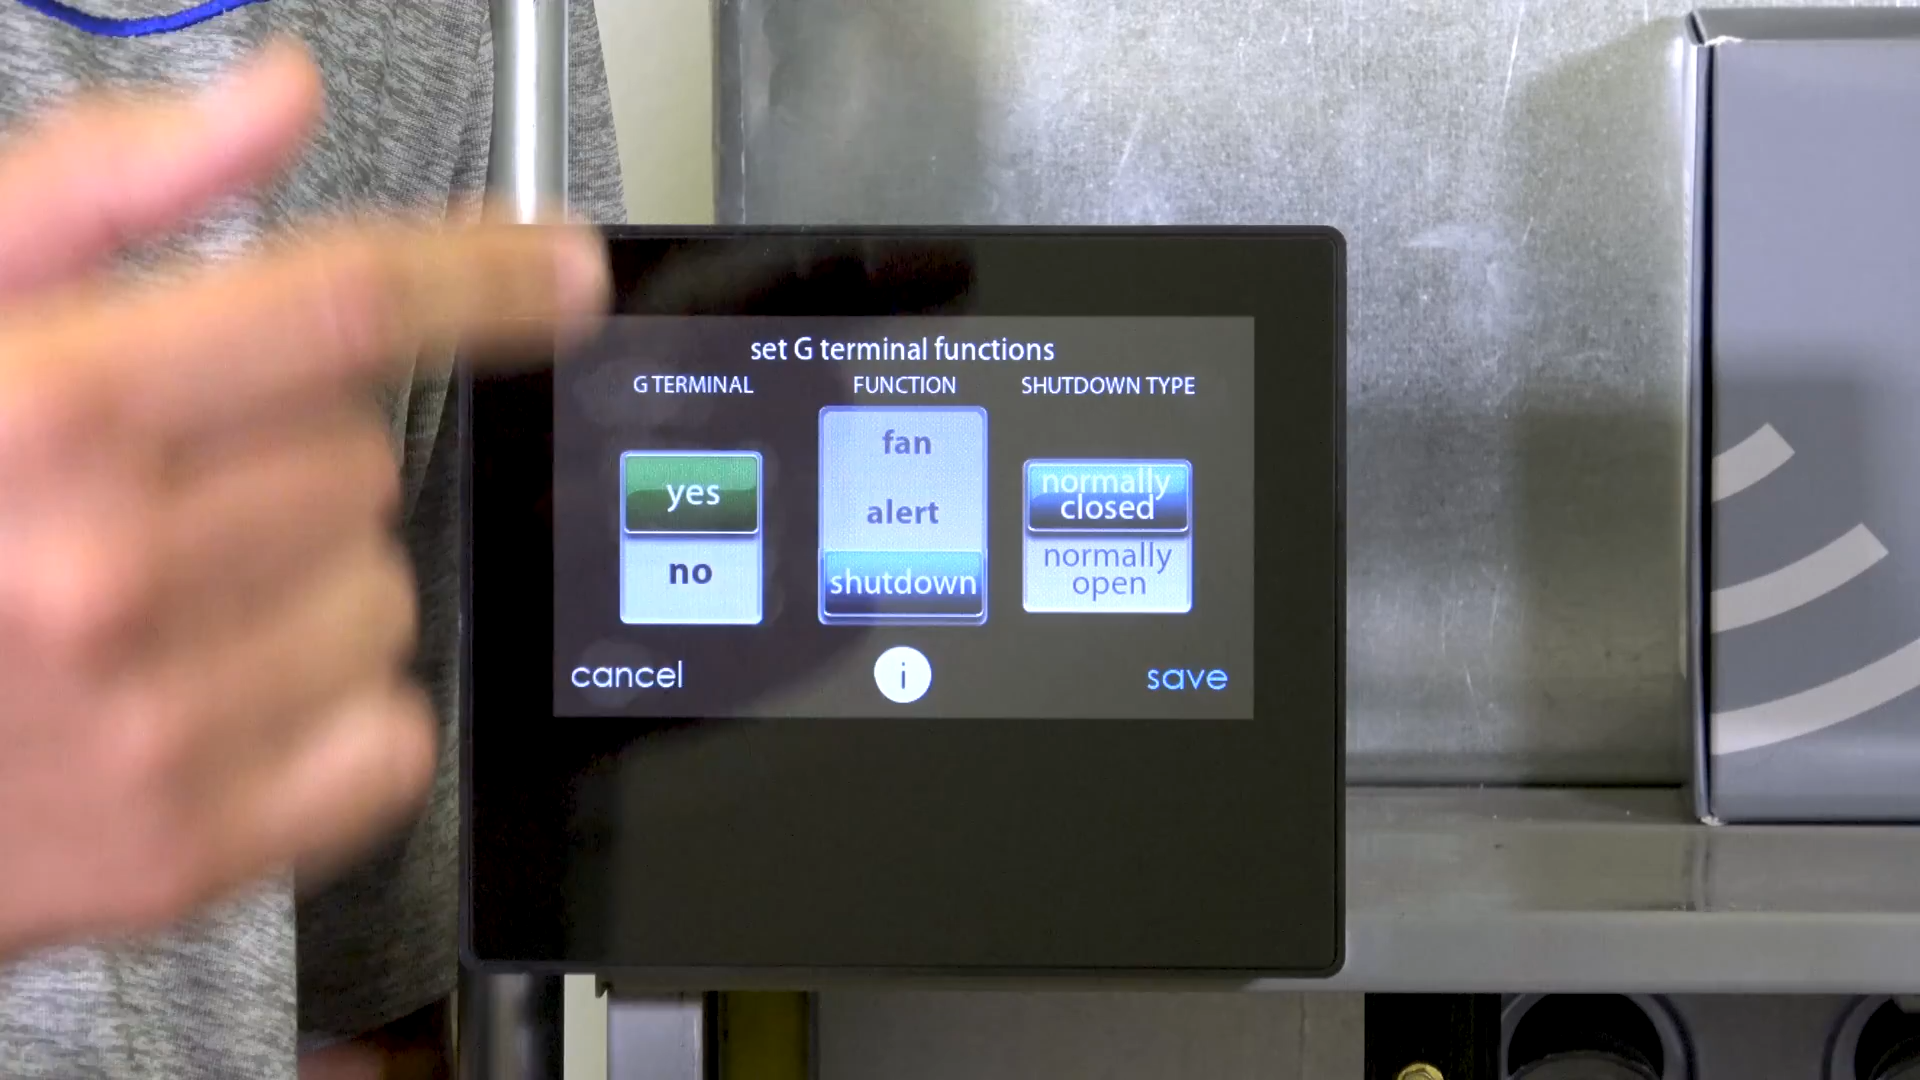 set G terminal functions
G TERMINAL FUNCTION SHUTDOWN TYPE
fan
yes
alert
normally
closed
no
shutdown
normally
open
cancel
i
save